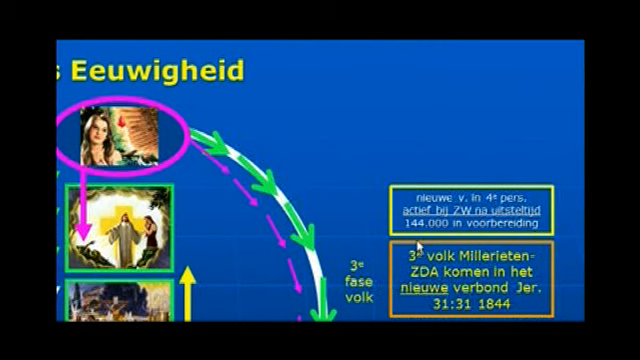 s Eeuwigheid
nieuwe v. in 4ᵉ pers.
actief bij ZW na uitsteltijd
144.000 in voorbereiding
3ᵉ volk Millerieten-
ZDA komen in het
nieuwe verbond Jer.
31:31 1844
3ᵉ
fase
volk